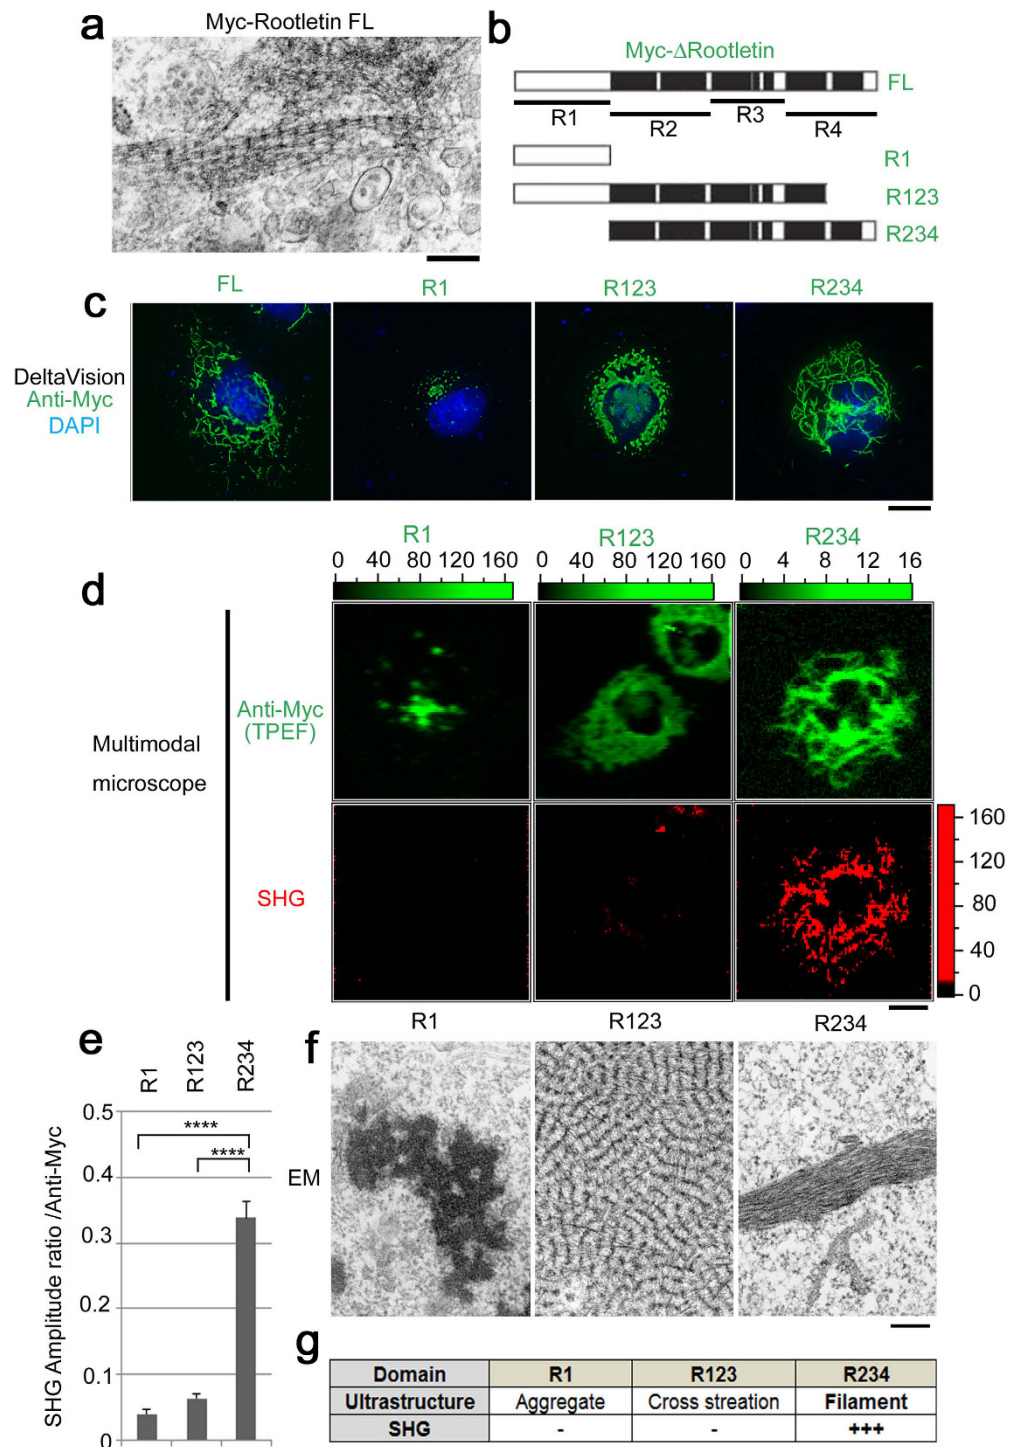 a
Myc-Rootletin FL
b
Myc-ΔRootletin
FL
R1
R2
R3
R4
R1
R123
R234
c
FL
R1
R123
R234
DeltaVision
Anti-Myc
DAPI
d
R1
R123
R234
0 40 80 120 160
0 40 80 120 160
0 4 8 12 16
Multimodal
microscope
Anti-Myc
(TPEF)
SHG
160
120
80
40
0
e
R1
R123
R234
SHG Amplitude ratio /Anti-Myc
0.5
0.4
0.3
0.2
0.1
0
****
****
f
R1
R123
R234
EM
g
Domain R1 R123 R234
Ultrastructure Aggregate Cross streation Filament
SHG - - +++